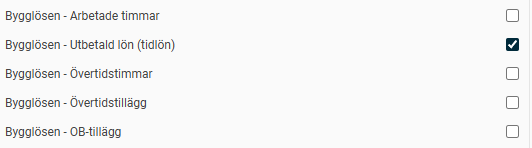 Bygglösen - Arbetade timmar
Bygglösen - Utbetald lön (tidlön)
Bygglösen - Övertidstimmar
Bygglösen - Övertidstillägg
Bygglösen - OB-tillägg